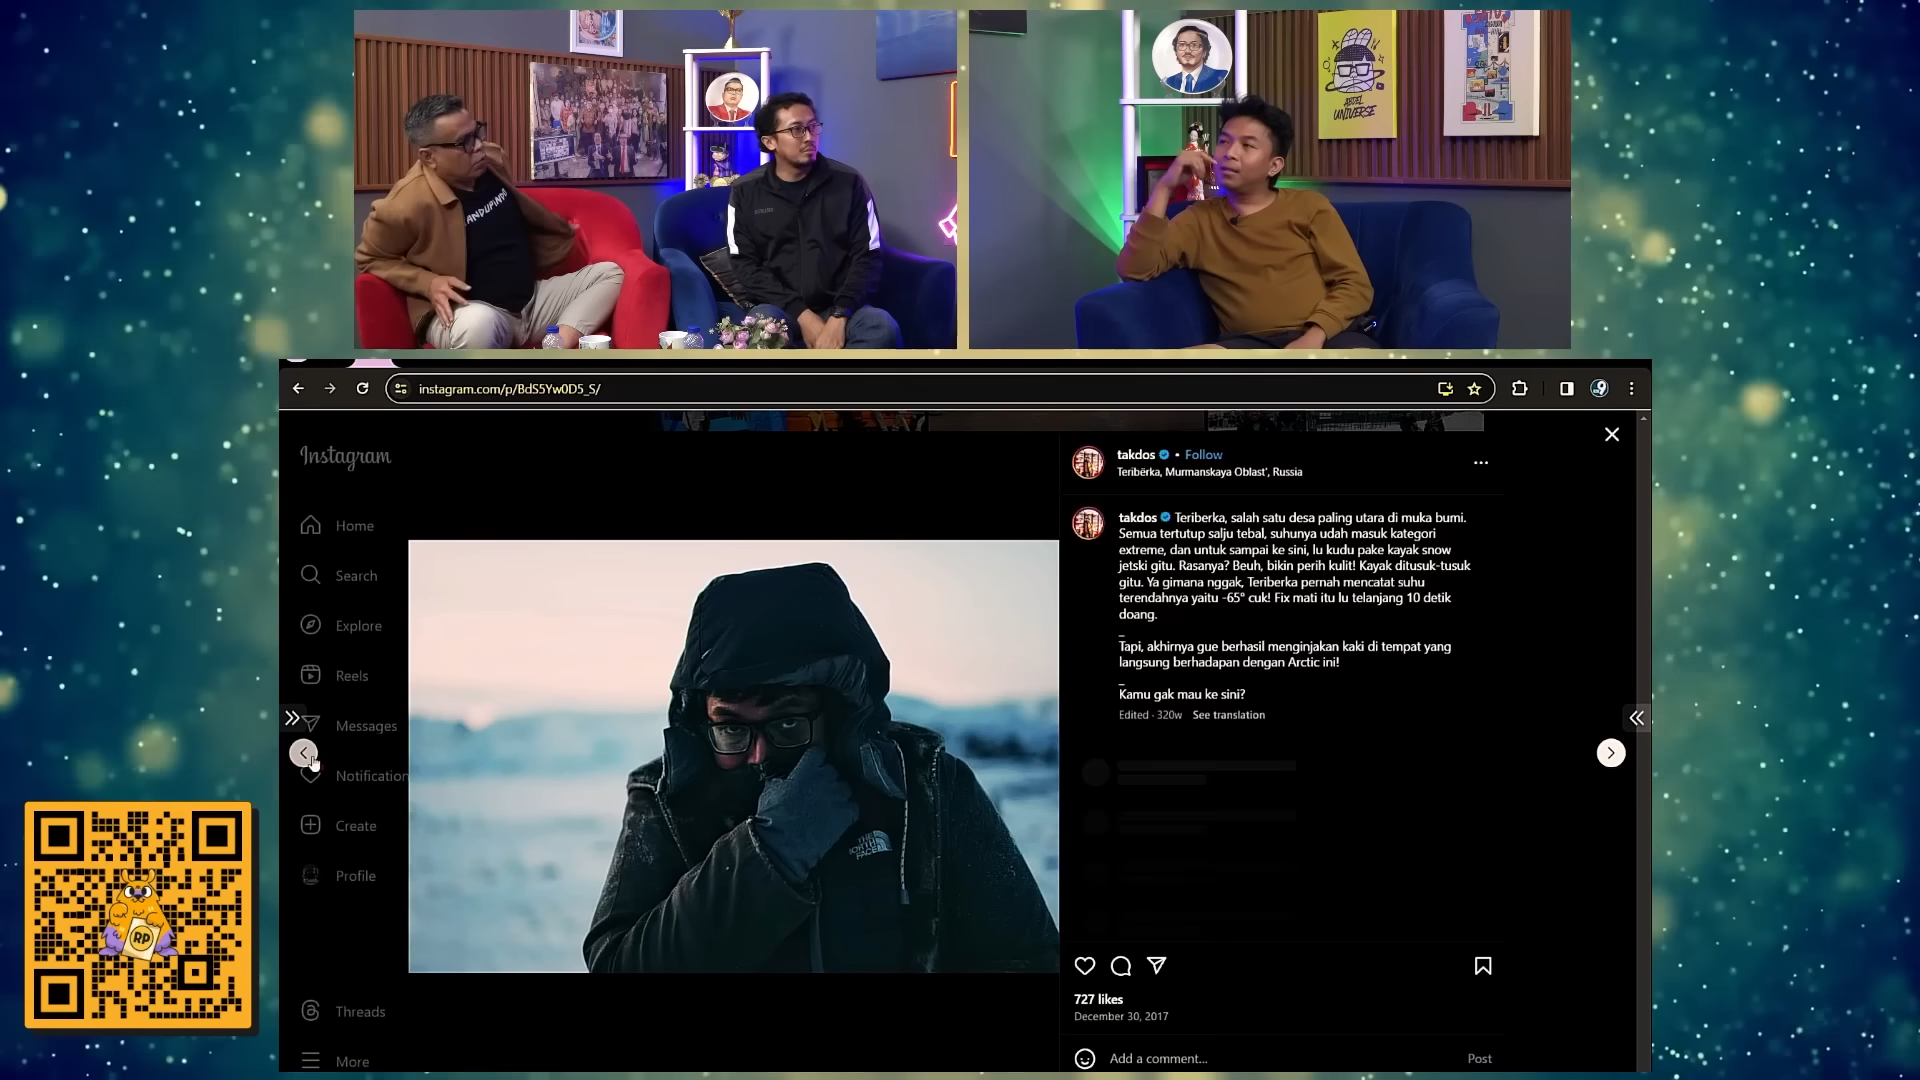 ANDUPINDI
ABDEL
UNIVERSE
instagram.com/p/BdS5Yw0D5_S/
Instagram
Home
Search
Explore
Reels
Messages
Notification
Create
Profile
Threads
More
THE
NORTH
FACE
takdos • Follow
Teribërka, Murmanskaya Oblast', Russia
takdos Teriberka, salah satu desa paling utara di muka bumi.
Semua tertutup salju tebal, suhunya udah masuk kategori
extreme, dan untuk sampai ke sini, lu kudu pake kayak snow
jetski gitu. Rasanya? Beuh, bikin perih kulit! Kayak ditusuk-tusuk
gitu. Ya gimana nggak, Teriberka pernah mencatat suhu
terendahnya yaitu -65° cuk! Fix mati itu lu telanjang 10 detik
doang.
_
Tapi, akhirnya gue berhasil menginjakan kaki di tempat yang
langsung berhadapan dengan Arctic ini!
_
Kamu gak mau ke sini?
Edited · 320w See translation
727 likes
December 30, 2017
Add a comment... Post
RP